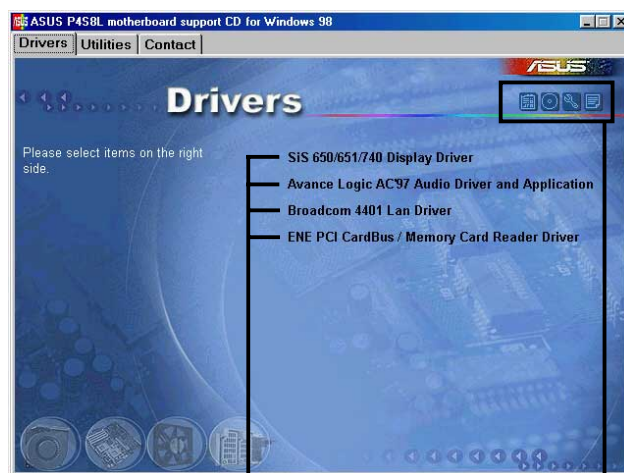 ASUS P4S8L motherboard support CD for Windows 98
Drivers Utilities Contact
ASUS
Drivers
Please select items on the right
side.
SiS 650/651/740 Display Driver
Avance Logic AC'97 Audio Driver and Application
Broadcom 4401 Lan Driver
ENE PCI CardBus / Memory Card Reader Driver